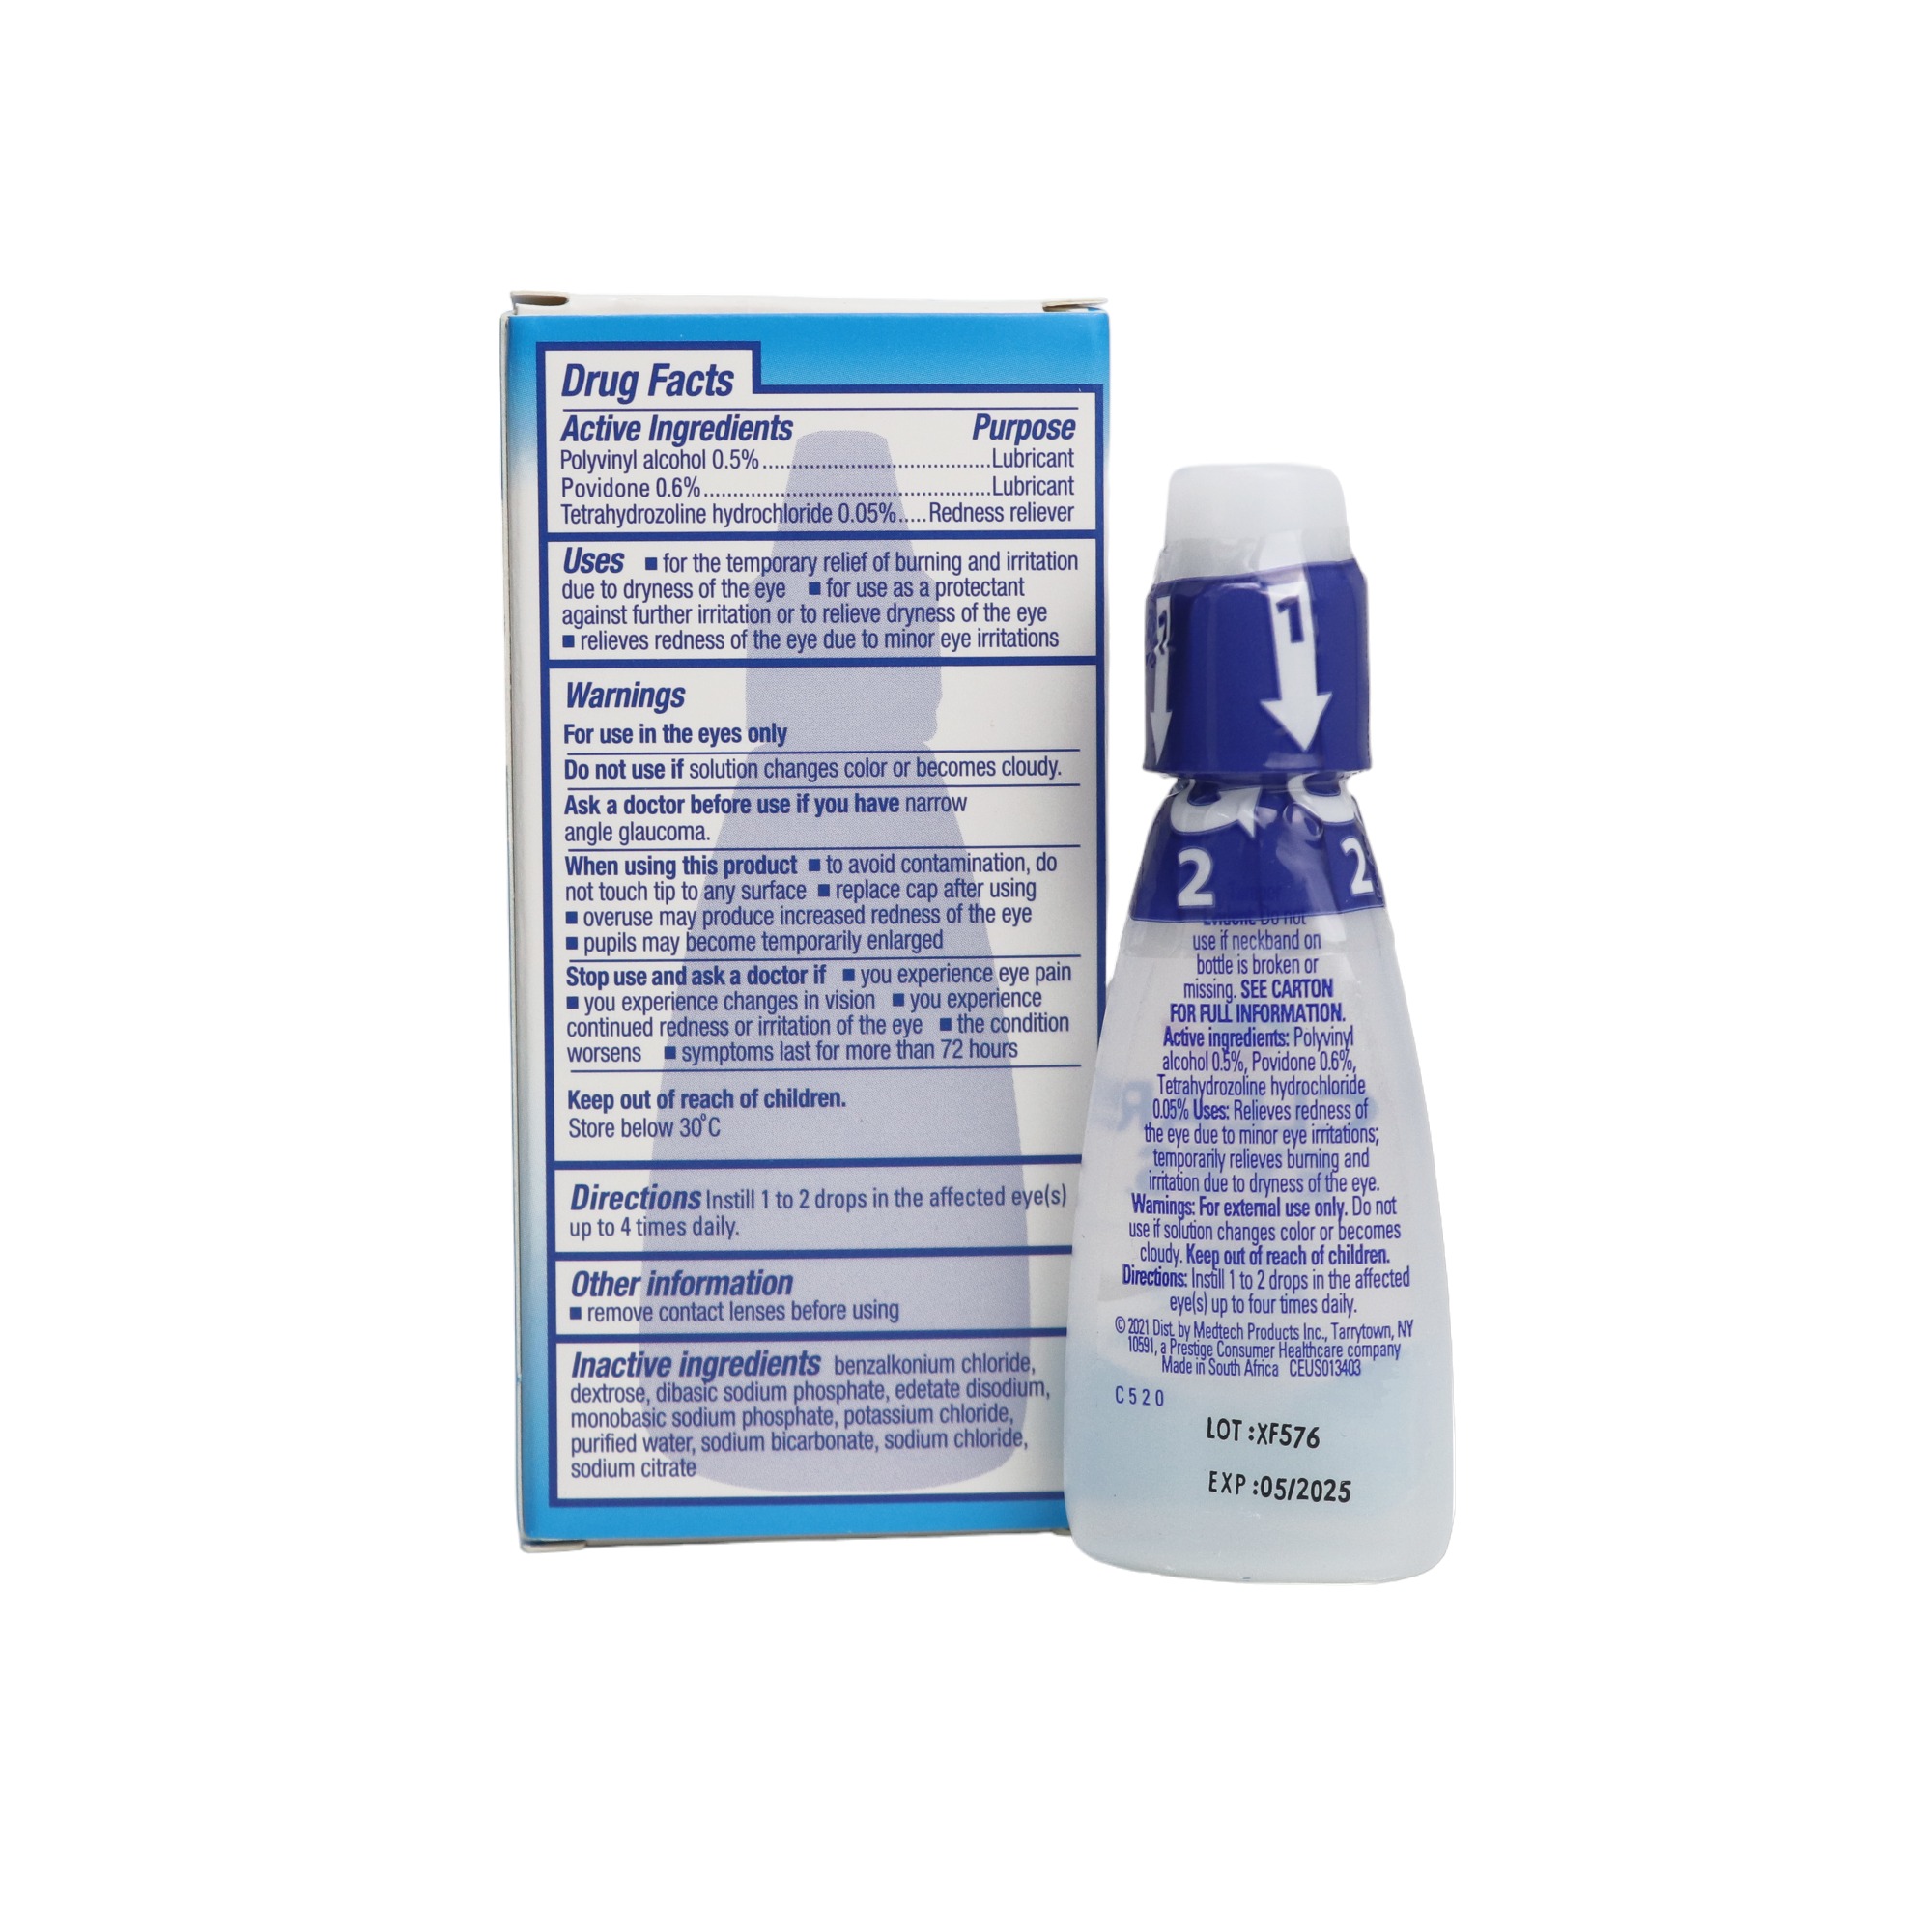 Drug Facts
Active Ingredients Purpose
Polyvinyl alcohol 0.5%......................................Lubricant
Povidone 0.6%................................................Lubricant
Tetrahydrozoline hydrochloride 0.05%.....Redness reliever
Uses ■ for the temporary relief of burning and irritation
due to dryness of the eye ■ for use as a protectant
against further irritation or to relieve dryness of the eye
■ relieves redness of the eye due to minor eye irritations
Warnings
For use in the eyes only
Do not use if solution changes color or becomes cloudy.
Ask a doctor before use if you have narrow
angle glaucoma.
When using this product ■ to avoid contamination, do
not touch tip to any surface ■ replace cap after using
■ overuse may produce increased redness of the eye
■ pupils may become temporarily enlarged
Stop use and ask a doctor if ■ you experience eye pain
■ you experience changes in vision ■ you experience
continued redness or irritation of the eye ■ the condition
worsens ■ symptoms last for more than 72 hours
Keep out of reach of children.
Store below 30°C
Directions Instill 1 to 2 drops in the affected eye(s)
up to 4 times daily.
Other information
■ remove contact lenses before using
Inactive ingredients benzalkonium chloride,
dextrose, dibasic sodium phosphate, edetate disodium,
monobasic sodium phosphate, potassium chloride,
purified water, sodium bicarbonate, sodium chloride,
sodium citrate
1 1
2 2
Evident: Do not
use if neckband on
bottle is broken or
missing. SEE CARTON
FOR FULL INFORMATION.
Active ingredients: Polyvinyl
alcohol 0.5%, Povidone 0.6%,
Tetrahydrozoline hydrochloride
0.05% Uses: Relieves redness of
the eye due to minor eye irritations;
temporarily relieves burning and
irritation due to dryness of the eye.
Warnings: For external use only. Do not
use if solution changes color or becomes
cloudy. Keep out of reach of children.
Directions: Instill 1 to 2 drops in the affected
eye(s) up to four times daily.
© 2021 Dist. by Medtech Products Inc., Tarrytown, NY
10591, a Prestige Consumer Healthcare company
Made in South Africa CEUS013403
C520
LOT :XF576
EXP :05/2025